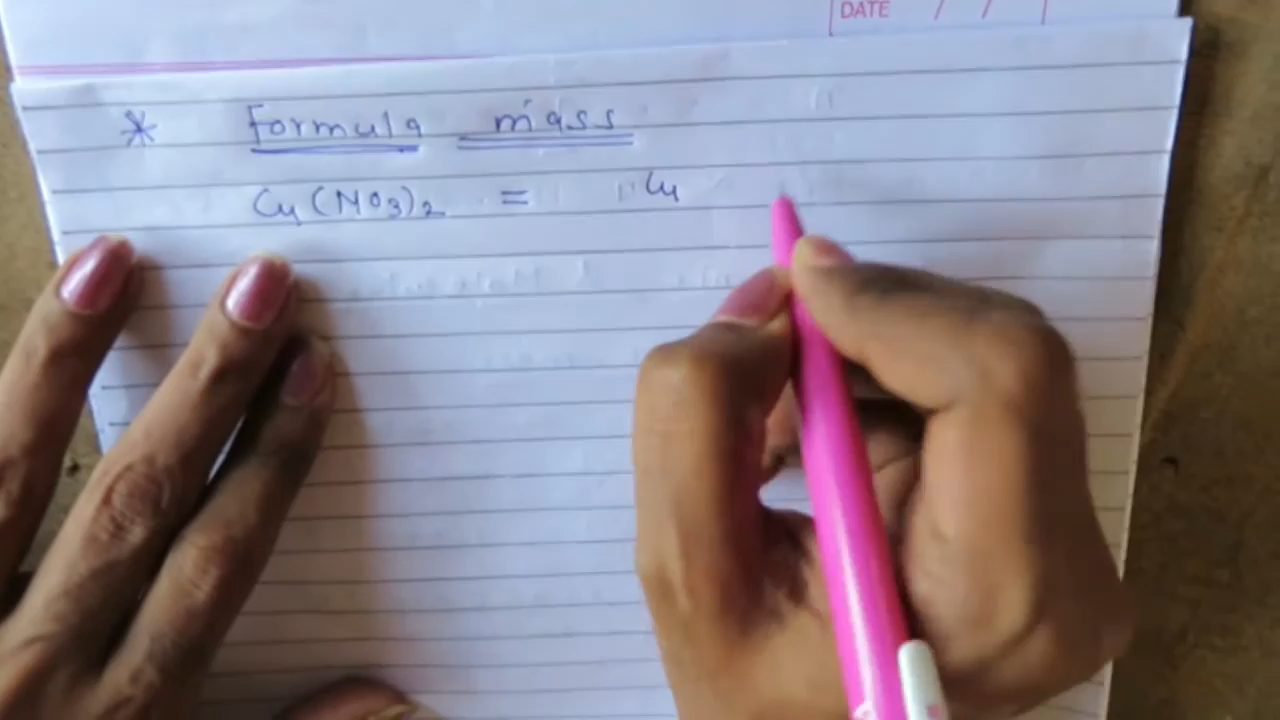 DATE / /
* Formula mass
Cu(NO3)2 = Cu